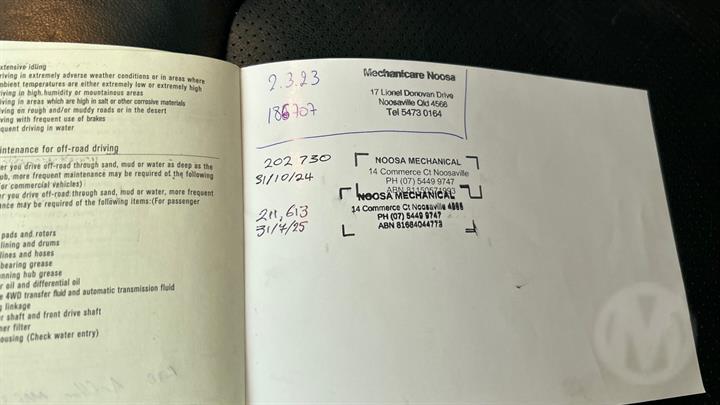 xtensive idling
riving in extremely adverse weather conditions or in areas where
mbient temperatures are either extremely low or extremely high
riving in high humidity or mountainous areas
iving in areas which are high in salt or other corrosive materials
iving on rough and/or muddy roads or in the desert
ving with frequent use of brakes
quent driving in water
intenance for off-road driving
er you drive off-road through sand, mud or water as deep as the
ub, more frequent maintenance may be required of the following
or commercial vehicles)
er you drive off-road through sand, mud or water, more frequent
ance may be required of the following items:(For passenger
pads and rotors
lining and drums
lines and hoses
bearing grease
nning hub grease
r oil and differential oil
e 4WD transfer fluid and automatic transmission fluid
g linkage
r shaft and front drive shaft
ner filter
ousing (Check water entry)
2.3.23
186707
Mechanicare Noosa
17 Lionel Donovan Drive
Noosaville Qld 4566
Tel 5473 0164
202 730
31/10/24
NOOSA MECHANICAL
14 Commerce Ct Noosaville
PH (07) 5449 9747
ABN
211,613
31/7/25
NOOSA MECHANICAL
14 Commerce Ct Noosaville 4566
PH (07) 5449 9747
ABN 81684044773
M